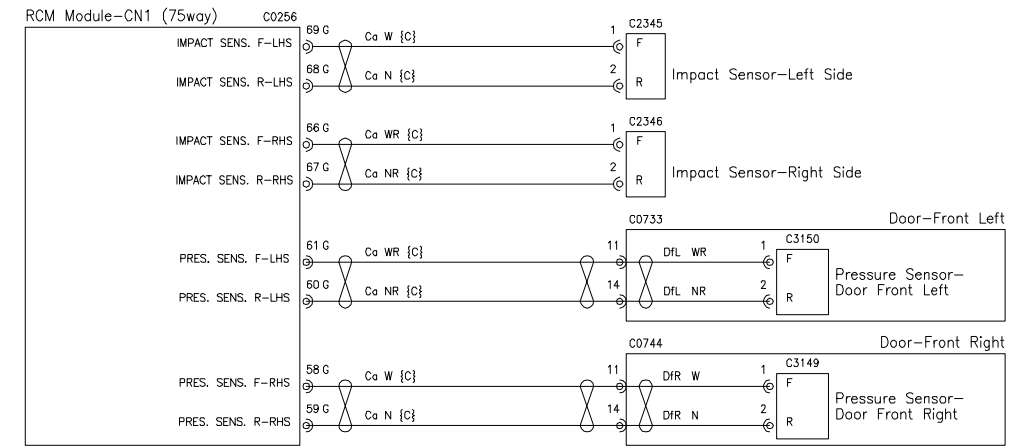 RCM Module-CN1 (75way) C0256
IMPACT SENS. F-LHS 69 G Ca W {C} 1 C2345 F
IMPACT SENS. R-LHS 68 G Ca N {C} 2 R
Impact Sensor-Left Side
IMPACT SENS. F-RHS 66 G Ca WR {C} 1 C2346 F
IMPACT SENS. R-RHS 67 G Ca NR {C} 2 R
Impact Sensor-Right Side
C0733 Door-Front Left
PRES. SENS. F-LHS 61 G Ca WR {C} 11 DfL WR 1 C3150 F
PRES. SENS. R-LHS 60 G Ca NR {C} 14 DfL NR 2 R
Pressure Sensor-
Door Front Left
C0744 Door-Front Right
PRES. SENS. F-RHS 58 G Ca W {C} 11 DfR W 1 C3149 F
PRES. SENS. R-RHS 59 G Ca N {C} 14 DfR N 2 R
Pressure Sensor-
Door Front Right